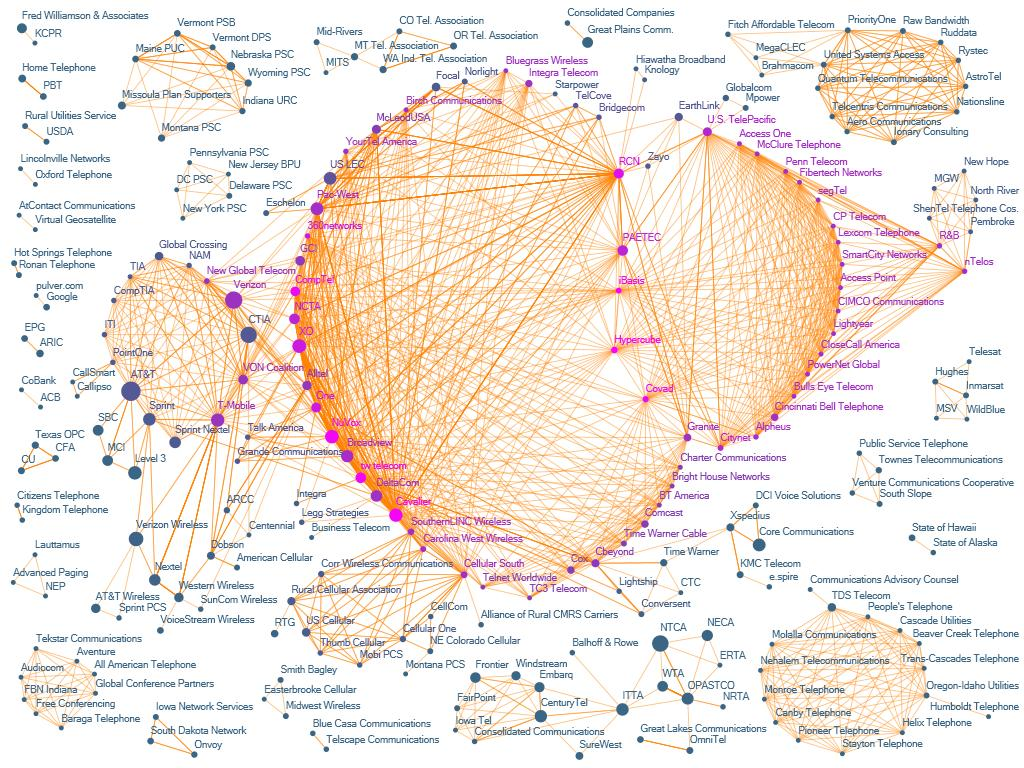 Fred Williamson & Associates
KCPR
Vermont PSB
Vermont DPS
Maine PUC
Nebraska PSC
Wyoming PSC
Missoula Plan Supporters
Indiana URC
Montana PSC
Mid-Rivers
MITS
CO Tel. Association
OR Tel. Association
MT Tel. Association
WA Ind. Tel. Association
Consolidated Companies
Great Plains Comm.
Fitch Affordable Telecom
MegaCLEC
Brahmacom
PriorityOne
Raw Bandwidth
Ruddata
United Systems Access
Rystec
Quantum Telecommunications
AstroTel
Nationsline
Telcentris Communications
Aero Communications
Ionary Consulting
Home Telephone
PBT
Rural Utilities Service
USDA
Lincolnville Networks
Oxford Telephone
AtContact Communications
Virtual Geosatellite
Hot Springs Telephone
Ronan Telephone
pulver.com
Google
EPG
ARIC
CoBank
ACB
Pennsylvania PSC
New Jersey BPU
DC PSC
Delaware PSC
New York PSC
Focal
Norlight
Bluegrass Wireless
Integra Telecom
Starpower
TelCove
Bridgecom
Hiawatha Broadband
Knology
Globalcom
Mpower
EarthLink
U.S. TelePacific
Access One
McClure Telephone
Penn Telecom
Fibertech Networks
segTel
CP Telecom
Lexcom Telephone
SmartCity Networks
Access Point
CIMCO Communications
Lightyear
CloseCall America
PowerNet Global
Bulls Eye Telecom
Cincinnati Bell Telephone
Alpheus
Citynet
Granite
Charter Communications
Bright House Networks
BT America
Comcast
Time Warner Cable
Cbeyond
Cox
TC3 Telecom
Telnet Worldwide
Cellular South
Carolina West Wireless
SouthernLINC Wireless
Cavalier
DeltaCom
tw telecom
Broadview
NuVox
One
Alltel
XO
NCTA
CompTel
GCI
360networks
Pac-West
US LEC
YourTel America
McLeodUSA
Birch Communications
Eschelon
RCN
Zayo
PAETEC
iBasis
Hypercube
Covad
New Hope
MGW
North River
ShenTel Telephone Cos.
Pembroke
R&B
nTelos
Global Crossing
NAM
TIA
New Global Telecom
Verizon
CompTIA
CTIA
ITI
PointOne
VON Coalition
AT&T
CallSmart
Callipso
T-Mobile
Sprint
SBC
Sprint Nextel
Talk America
Grande Communications
MCI
Level 3
Texas OPC
CFA
CU
Citizens Telephone
Kingdom Telephone
Lauttamus
Advanced Paging
NEP
ARCC
Verizon Wireless
Centennial
Dobson
American Cellular
Nextel
Western Wireless
AT&T Wireless
Sprint PCS
SunCom Wireless
VoiceStream Wireless
Integra
Legg Strategies
Business Telecom
Corr Wireless Communications
Rural Cellular Association
RTG
US Cellular
Thumb Cellular
Mobi PCS
CellCom
Cellular One
NE Colorado Cellular
Montana PCS
Alliance of Rural CMRS Carriers
Smith Bagley
Easterbrooke Cellular
Midwest Wireless
Blue Casa Communications
Telscape Communications
Time Warner
Lightship
CTC
Conversent
DCI Voice Solutions
Xspedius
Core Communications
KMC Telecom
e.spire
Telesat
Hughes
Inmarsat
MSV
WildBlue
Public Service Telephone
Townes Telecommunications
Venture Communications Cooperative
South Slope
State of Hawaii
State of Alaska
Tekstar Communications
Aventure
Audiocom
All American Telephone
FBN Indiana
Global Conference Partners
Free Conferencing
Baraga Telephone
Iowa Network Services
South Dakota Network
Onvoy
Frontier
Windstream
Embarq
FairPoint
CenturyTel
Iowa Tel
Consolidated Communications
SureWest
Balhoff & Rowe
NTCA
NECA
ERTA
WTA
OPASTCO
ITTA
NRTA
Great Lakes Communications
OmniTel
Communications Advisory Counsel
TDS Telecom
People's Telephone
Cascade Utilities
Molalla Communications
Beaver Creek Telephone
Nehalem Telecommunications
Trans-Cascades Telephone
Monroe Telephone
Oregon-Idaho Utilities
Canby Telephone
Humboldt Telephone
Pioneer Telephone
Helix Telephone
Stayton Telephone